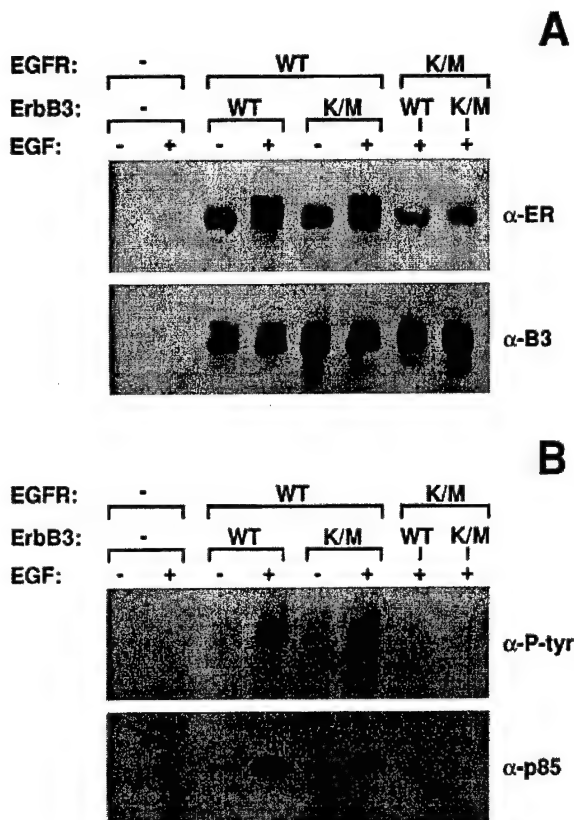 A
EGFR: - WT K/M
ErbB3: - WT K/M WT K/M
EGF: - + - + - + + +
α-ER
α-B3
B
EGFR: - WT K/M
ErbB3: - WT K/M WT K/M
EGF: - + - + - + + +
α-P-tyr
α-p85